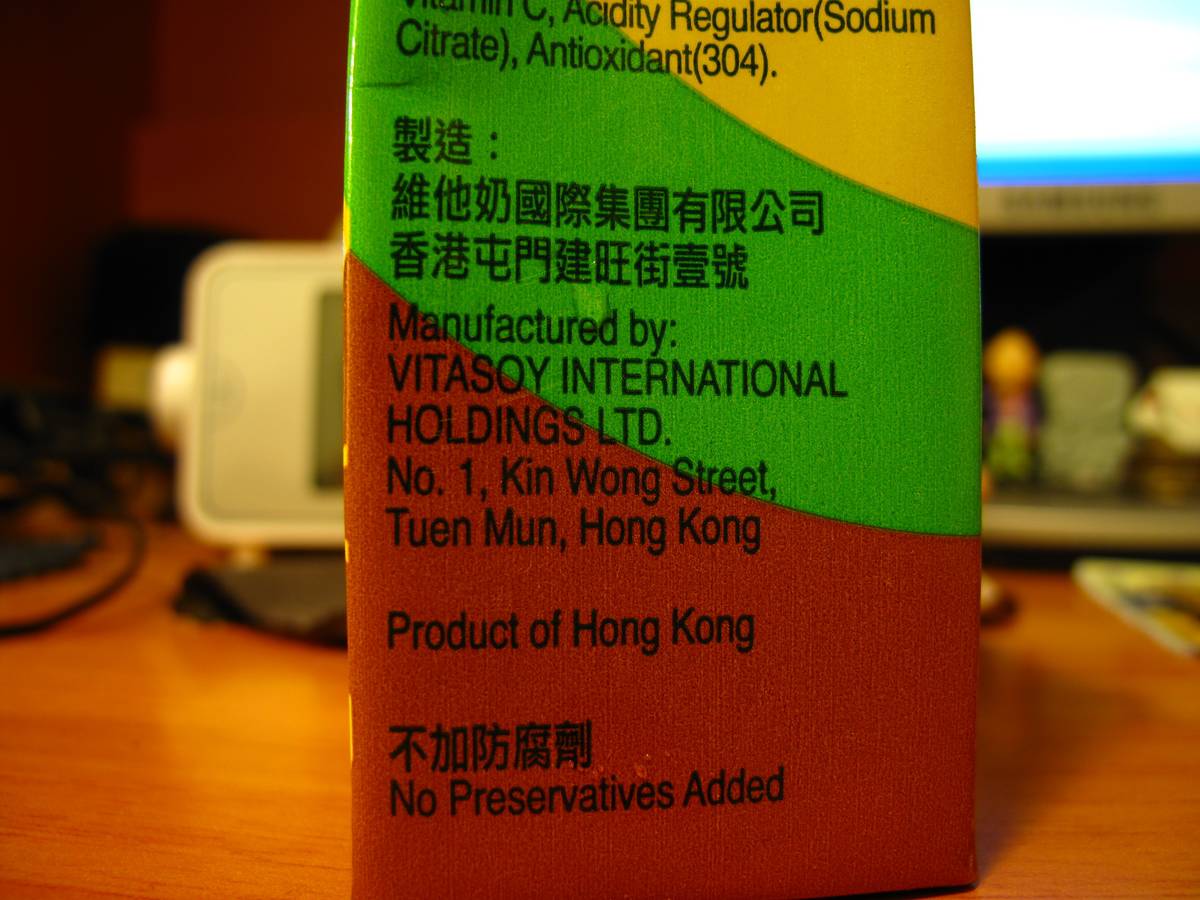 Vitamin C, Acidity Regulator(Sodium
Citrate), Antioxidant(304).
製造：
維他奶國際集團有限公司
香港屯門建旺街壹號
Manufactured by:
VITASOY INTERNATIONAL
HOLDINGS LTD.
No. 1, Kin Wong Street,
Tuen Mun, Hong Kong
Product of Hong Kong
不加防腐劑
No Preservatives Added